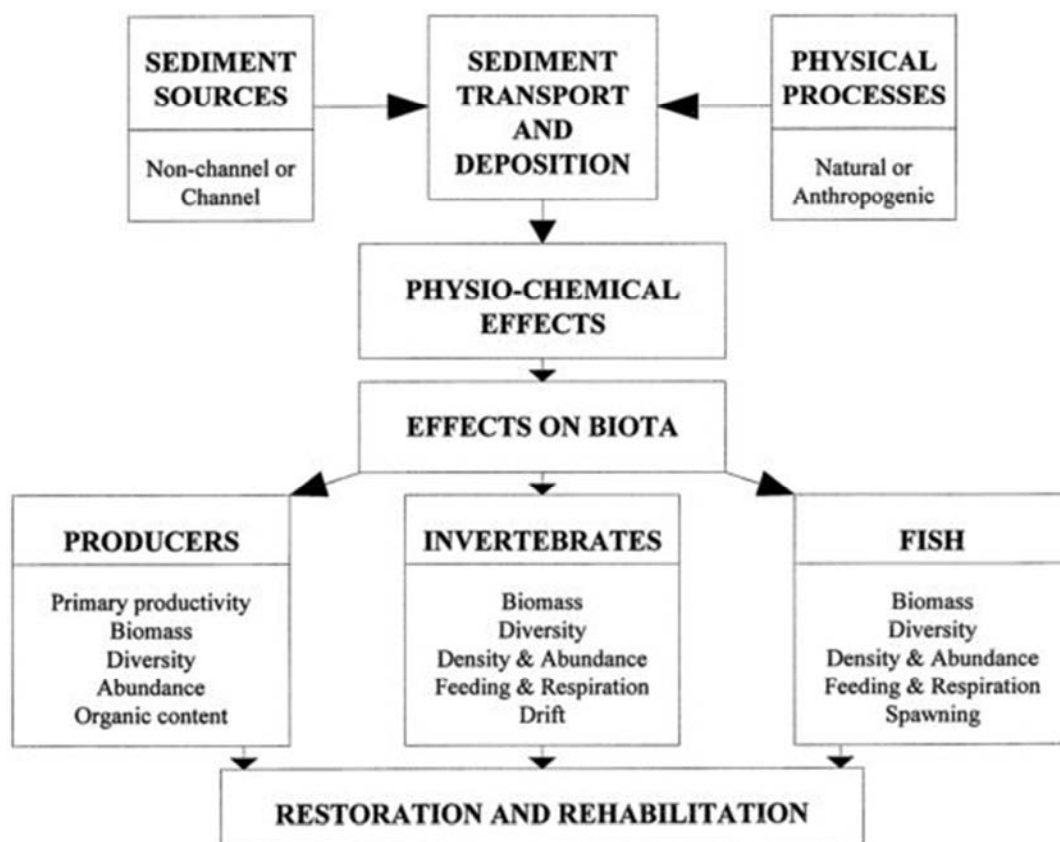 SEDIMENT
SOURCES
Non-channel or
Channel
SEDIMENT
TRANSPORT
AND
DEPOSITION
PHYSICAL
PROCESSES
Natural or
Anthropogenic
PHYSIO-CHEMICAL
EFFECTS
EFFECTS ON BIOTA
PRODUCERS
Primary productivity
Biomass
Diversity
Abundance
Organic content
INVERTEBRATES
Biomass
Diversity
Density & Abundance
Feeding & Respiration
Drift
FISH
Biomass
Diversity
Density & Abundance
Feeding & Respiration
Spawning
RESTORATION AND REHABILITATION